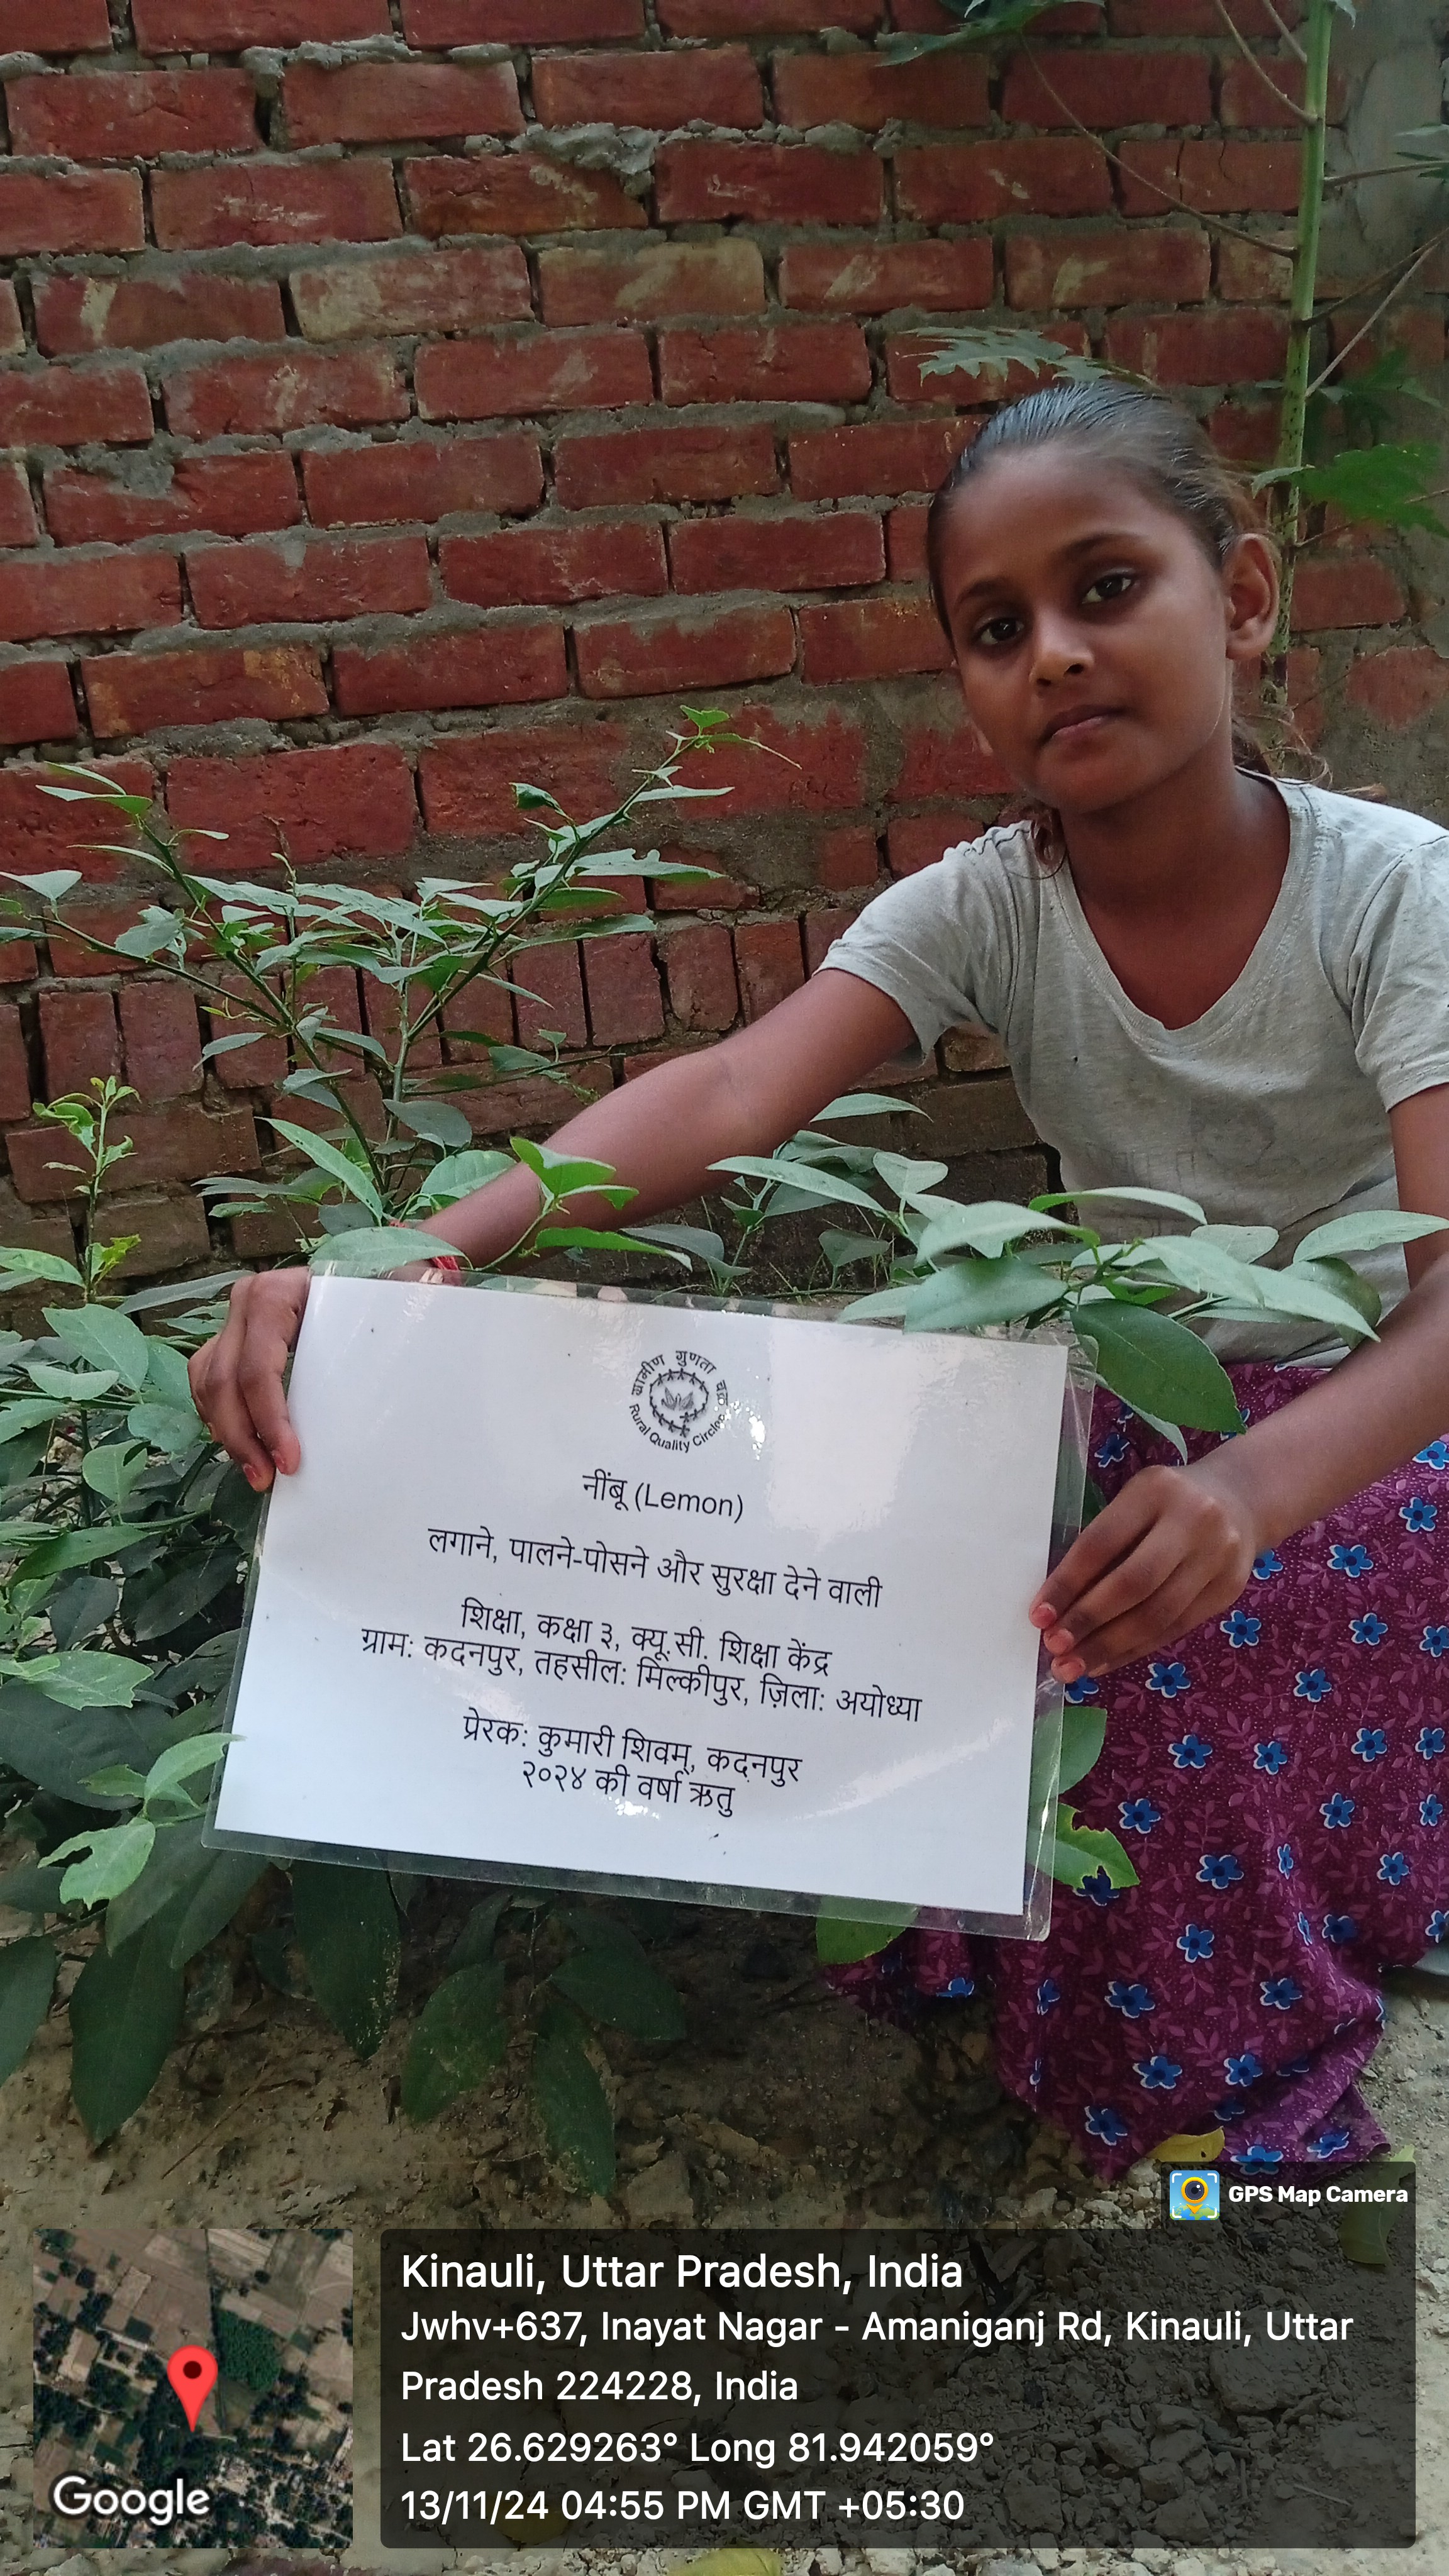 ग्रामीण गुणता चक्र
Rural Quality Circle
नींबू (Lemon)
लगाने, पालने-पोसने और सुरक्षा देने वाली
शिक्षा, कक्षा ३, क्यू.सी. शिक्षा केंद्र
ग्राम: कदनपुर, तहसील: मिल्कीपुर, ज़िला: अयोध्या
प्रेरक: कुमारी शिवम्, कदनपुर
२०२४ की वर्षा ऋतु
GPS Map Camera
Kinauli, Uttar Pradesh, India
Jwhv+637, Inayat Nagar - Amaniganj Rd, Kinauli, Uttar
Pradesh 224228, India
Lat 26.629263° Long 81.942059°
13/11/24 04:55 PM GMT +05:30
Google